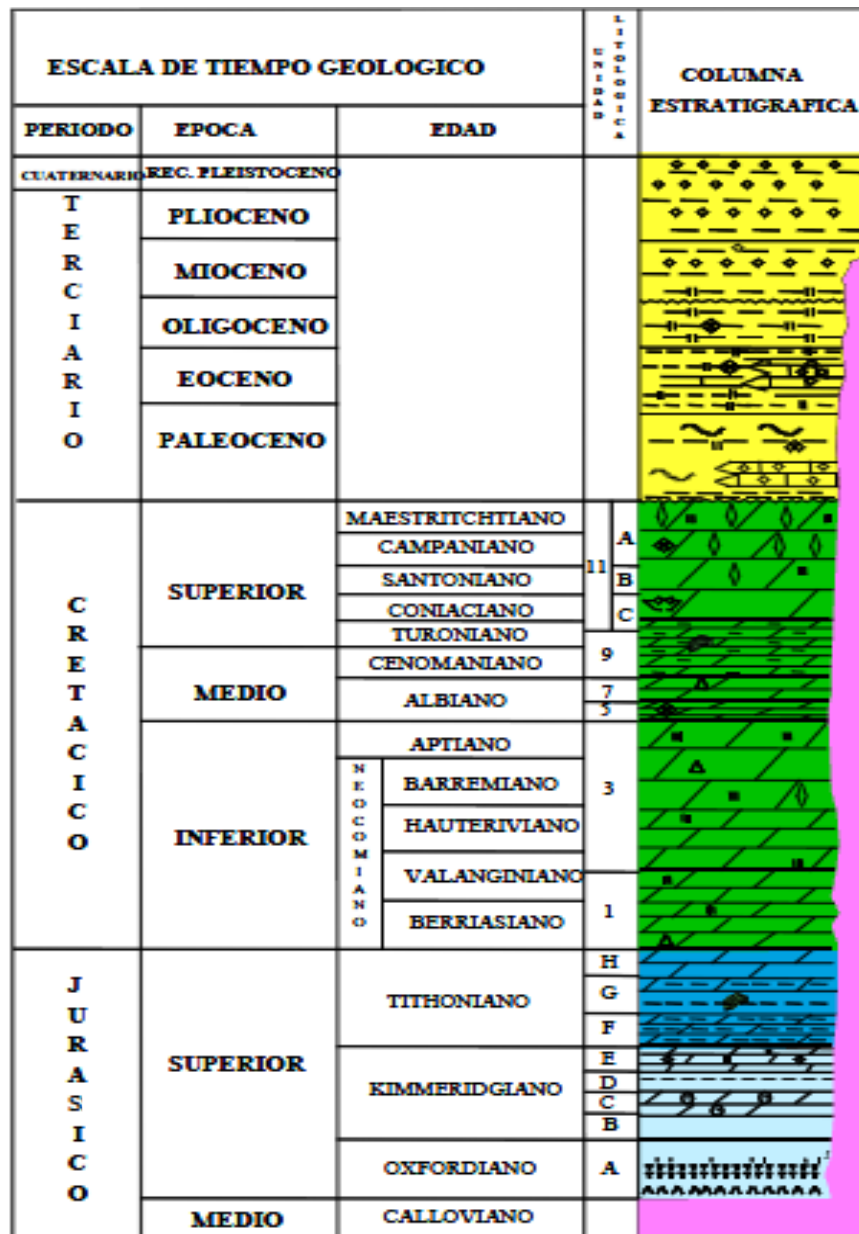 ESCALA DE TIEMPO GEOLOGICO
UNIDAD
LITOLOGICA
COLUMNA
ESTRATIGRAFICA
PERIODO
EPOCA
EDAD
CUATERNARIO
REC. PLEISTOCENO
TERCIARIO
PLIOCENO
MIOCENO
OLIGOCENO
EOCENO
PALEOCENO
CRETACICO
SUPERIOR
MAESTRITCHTIANO
CAMPANIANO
SANTONIANO
CONIACIANO
TURONIANO
11
A
B
C
9
MEDIO
CENOMANIANO
ALBIANO
7
5
INFERIOR
APTIANO
NEOCOMIANO
BARREMIANO
HAUTERIVIANO
VALANGINIANO
BERRIASIANO
3
1
JURASICO
SUPERIOR
TITHONIANO
H
G
F
KIMMERIDGIANO
E
D
C
B
OXFORDIANO
A
MEDIO
CALLOVIANO